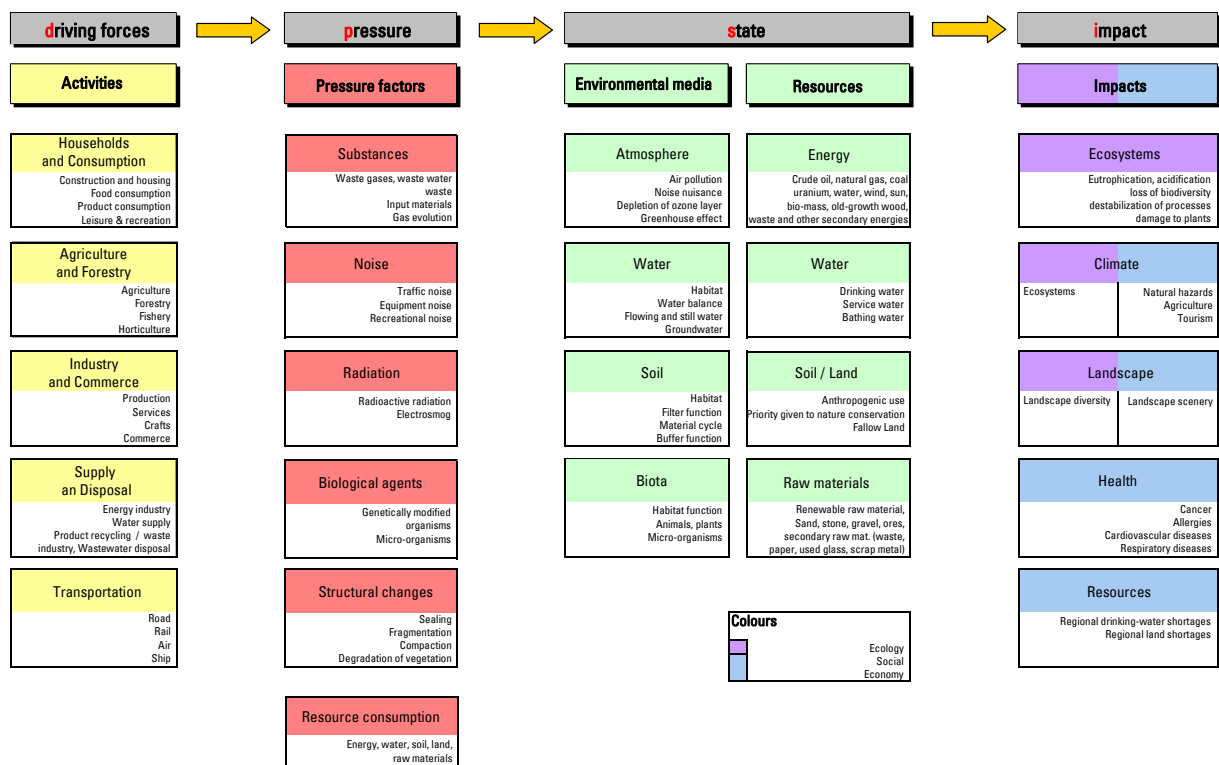 driving forces
pressure
state
impact
Activities
Pressure factors
Environmental media
Resources
Impacts
Households
and Consumption
Construction and housing
Food consumption
Product consumption
Leisure & recreation
Agriculture
and Forestry
Agriculture
Forestry
Fishery
Horticulture
Industry
and Commerce
Production
Services
Crafts
Commerce
Supply
an Disposal
Energy industry
Water supply
Product recycling / waste
industry, Wastewater disposal
Transportation
Road
Rail
Air
Ship
Substances
Waste gases, waste water
waste
Input materials
Gas evolution
Noise
Traffic noise
Equipment noise
Recreational noise
Radiation
Radioactive radiation
Electrosmog
Biological agents
Genetically modified
organisms
Micro-organisms
Structural changes
Sealing
Fragmentation
Compaction
Degradation of vegetation
Resource consumption
Energy, water, soil, land,
raw materials
Atmosphere
Air pollution
Noise nuisance
Depletion of ozone layer
Greenhouse effect
Water
Habitat
Water balance
Flowing and still water
Groundwater
Soil
Habitat
Filter function
Material cycle
Buffer function
Biota
Habitat function
Animals, plants
Micro-organisms
Energy
Crude oil, natural gas, coal
uranium, water, wind, sun,
bio-mass, old-growth wood,
waste and other secondary energies
Water
Drinking water
Service water
Bathing water
Soil / Land
Anthropogenic use
Priority given to nature conservation
Fallow Land
Raw materials
Renewable raw material,
Sand, stone, gravel, ores,
secondary raw mat. (waste,
paper, used glass, scrap metal)
Colours
Ecology
Social
Economy
Ecosystems
Eutrophication, acidification
loss of biodiversity
destabilization of processes
damage to plants
Climate
Ecosystems
Natural hazards
Agriculture
Tourism
Landscape
Landscape diversity
Landscape scenery
Health
Cancer
Allergies
Cardiovascular diseases
Respiratory diseases
Resources
Regional drinking-water shortages
Regional land shortages